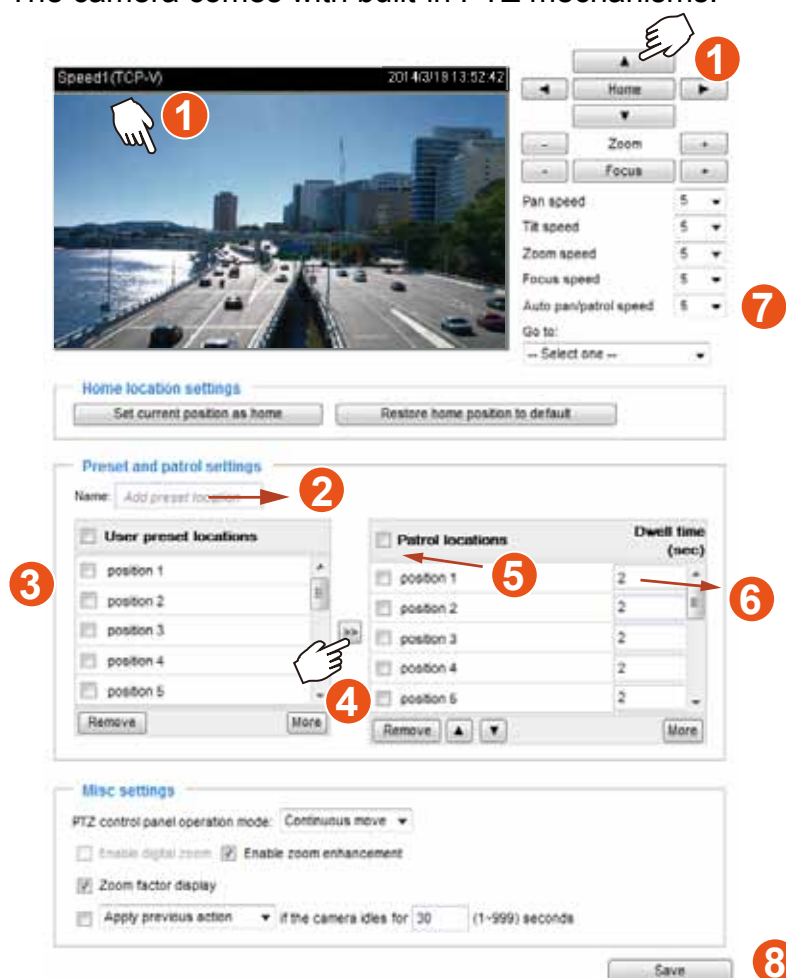 The camera comes with built-in PTZ mechanisms.
Speed1(TCP-V) 2014/3/18 13:52:42
1
1
▲
◄ Home ►
▼
- Zoom +
- Focus +
Pan speed 5
Tilt speed 5
Zoom speed 5
Focus speed 5
Auto pan/patrol speed 5
7
Go to:
-- Select one --
Home location settings
Set current position as home Restore home position to default
Preset and patrol settings
Name: Add preset location
2
User preset locations
position 1
position 2
position 3
position 4
position 5
Remove More
3
>>
4
Patrol locations Dwell time (sec)
5
position 1 2
position 2 2
position 3 2
position 4 2
position 5 2
6
Remove ▲ ▼ More
Misc settings
PTZ control panel operation mode: Continuous move
Enable digital zoom Enable zoom enhancement
Zoom factor display
Apply previous action if the camera idles for 30 (1~999) seconds
Save
8